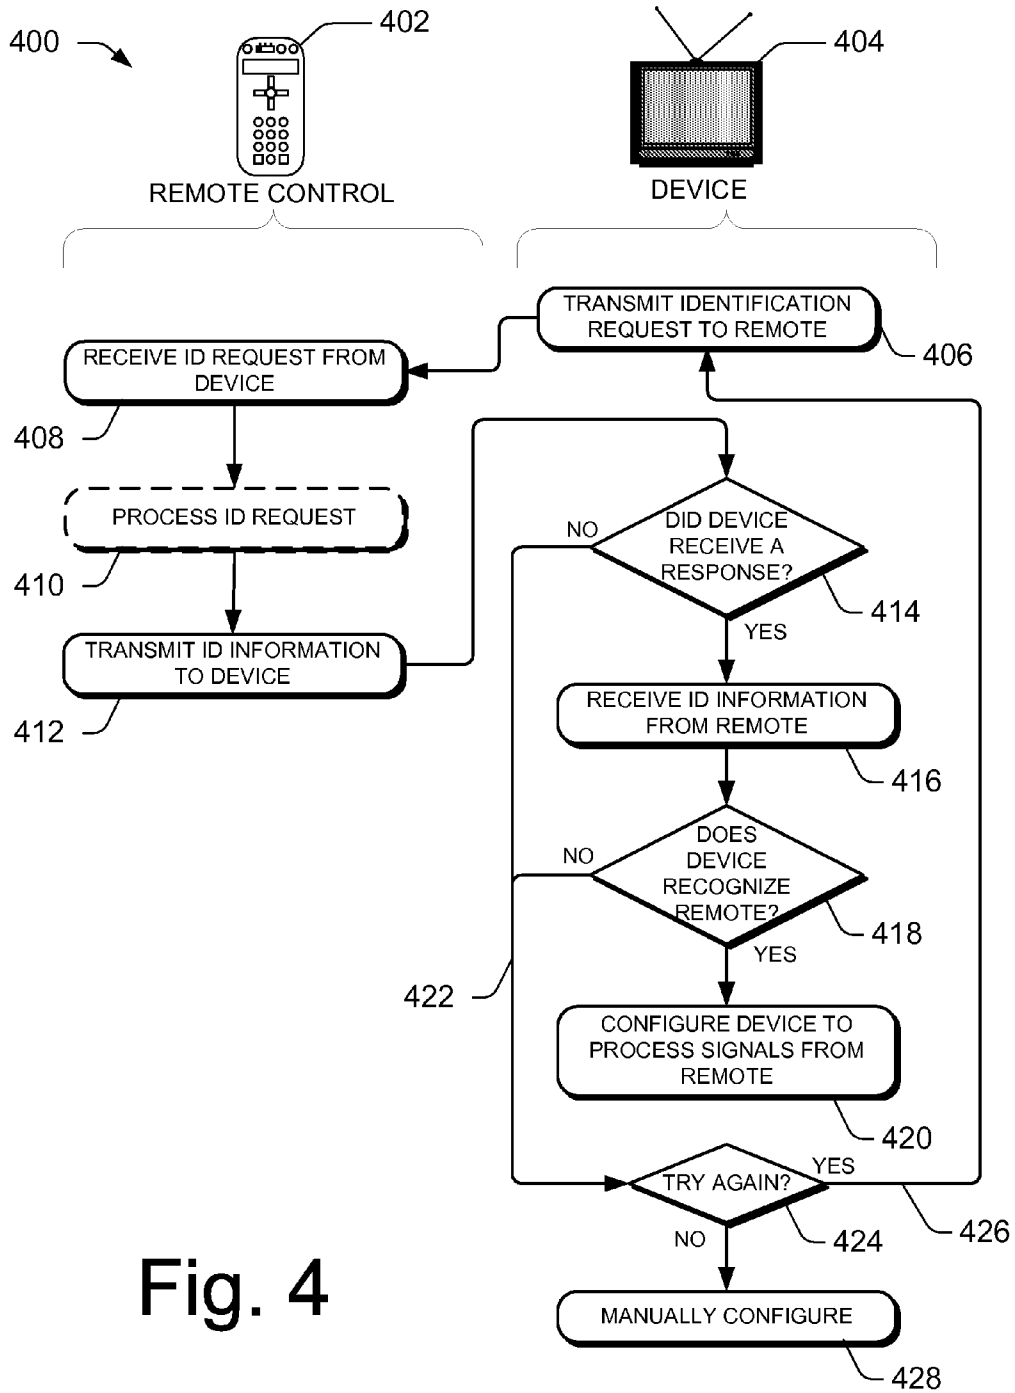 400
402
404
REMOTE CONTROL
DEVICE
TRANSMIT IDENTIFICATION
REQUEST TO REMOTE
406
RECEIVE ID REQUEST FROM
DEVICE
408
PROCESS ID REQUEST
410
TRANSMIT ID INFORMATION
TO DEVICE
412
DID DEVICE
RECEIVE A
RESPONSE?
NO
414
YES
RECEIVE ID INFORMATION
FROM REMOTE
416
DOES
DEVICE
RECOGNIZE
REMOTE?
NO
418
YES
422
CONFIGURE DEVICE TO
PROCESS SIGNALS FROM
REMOTE
420
TRY AGAIN?
YES
424
426
NO
MANUALLY CONFIGURE
428
Fig. 4